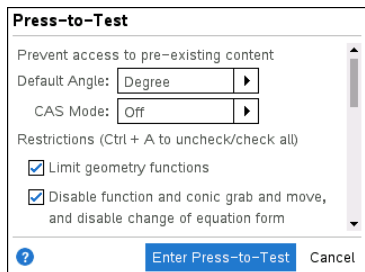 Press-to-Test
Prevent access to pre-existing content
Default Angle: Degree
CAS Mode: Off
Restrictions (Ctrl + A to uncheck/check all)
Limit geometry functions
Disable function and conic grab and move,
and disable change of equation form
? Enter Press-to-Test Cancel